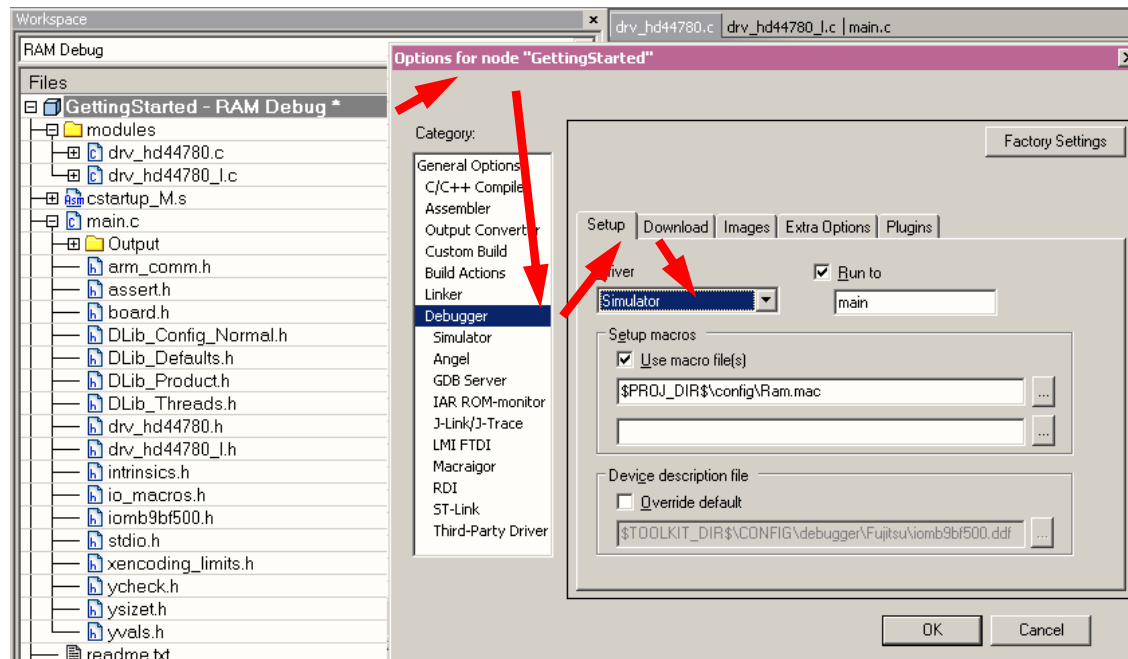 Workspace
x
drv_hd44780.c drv_hd44780_l.c main.c
RAM Debug
Options for node "GettingStarted"
Files
GettingStarted - RAM Debug *
modules
drv_hd44780.c
drv_hd44780_l.c
Asm cstartup_M.s
main.c
Output
arm_comm.h
assert.h
board.h
DLib_Config_Normal.h
DLib_Defaults.h
DLib_Product.h
DLib_Threads.h
drv_hd44780.h
drv_hd44780_l.h
intrinsics.h
io_macros.h
iomb9bf500.h
stdio.h
xencoding_limits.h
ycheck.h
ysizet.h
yvals.h
readme.txt
Category:
General Options
C/C++ Compiler
Assembler
Output Converter
Custom Build
Build Actions
Linker
Debugger
Simulator
Angel
GDB Server
IAR ROM-monitor
J-Link/J-Trace
LMI FTDI
Macraigor
RDI
ST-Link
Third-Party Driver
Factory Settings
Setup Download Images Extra Options Plugins
Driver
Run to
Simulator
main
Setup macros
Use macro file(s)
$PROJ_DIR$\config\Ram.mac
...
...
Device description file
Override default
$TOOLKIT_DIR$\CONFIG\debugger\Fujitsu\iomb9bf500.ddf
...
OK Cancel